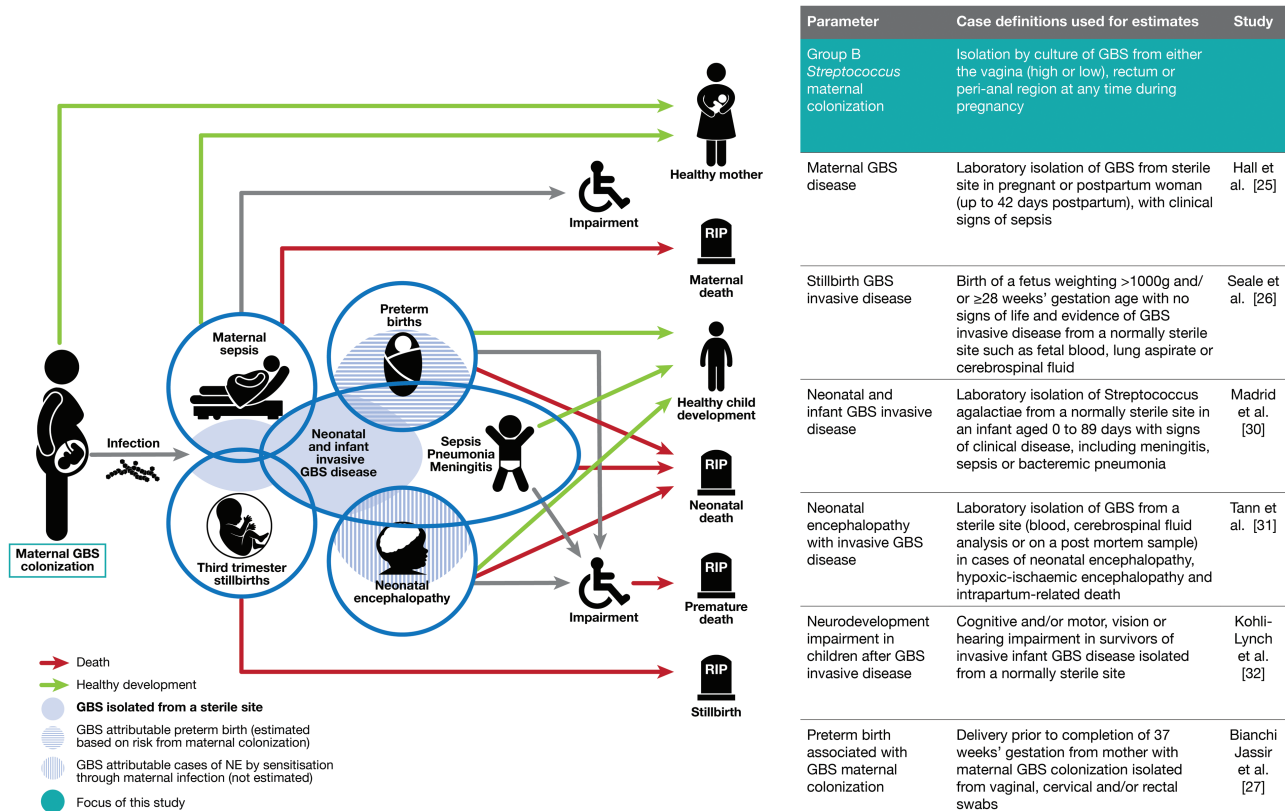 Healthy mother
Impairment
RIP
Maternal
death
Preterm
births
Maternal
sepsis
Healthy child
development
Neonatal
and infant
invasive
GBS disease
Sepsis
Pneumonia
Meningitis
Infection
RIP
Neonatal
death
Maternal GBS
colonization
Third trimester
stillbirths
Neonatal
encephalopathy
Impairment
RIP
Premature
death
RIP
Stillbirth
Death
Healthy development
GBS isolated from a sterile site
GBS attributable preterm birth (estimated
based on risk from maternal colonization)
GBS attributable cases of NE by sensitisation
through maternal infection (not estimated)
Focus of this study
Parameter Case definitions used for estimates Study
Group B
Streptococcus
maternal
colonization
Isolation by culture of GBS from either
the vagina (high or low), rectum or
peri-anal region at any time during
pregnancy
Maternal GBS
disease
Laboratory isolation of GBS from sterile
site in pregnant or postpartum woman
(up to 42 days postpartum), with clinical
signs of sepsis
Hall et
al. [25]
Stillbirth GBS
invasive disease
Birth of a fetus weighting >1000g and/
or ≥28 weeks' gestation age with no
signs of life and evidence of GBS
invasive disease from a normally sterile
site such as fetal blood, lung aspirate or
cerebrospinal fluid
Seale et
al. [26]
Neonatal and
infant GBS invasive
disease
Laboratory isolation of Streptococcus
agalactiae from a normally sterile site in
an infant aged 0 to 89 days with signs
of clinical disease, including meningitis,
sepsis or bacteremic pneumonia
Madrid
et al.
[30]
Neonatal
encephalopathy
with invasive GBS
disease
Laboratory isolation of GBS from a
sterile site (blood, cerebrospinal fluid
analysis or on a post mortem sample)
in cases of neonatal encephalopathy,
hypoxic-ischaemic encephalopathy and
intrapartum-related death
Tann et
al. [31]
Neurodevelopment
impairment in
children after GBS
invasive disease
Cognitive and/or motor, vision or
hearing impairment in survivors of
invasive infant GBS disease isolated
from a normally sterile site
Kohli-
Lynch
et al.
[32]
Preterm birth
associated with
GBS maternal
colonization
Delivery prior to completion of 37
weeks' gestation from mother with
maternal GBS colonization isolated
from vaginal, cervical and/or rectal
swabs
Bianchi
Jassir
et al.
[27]